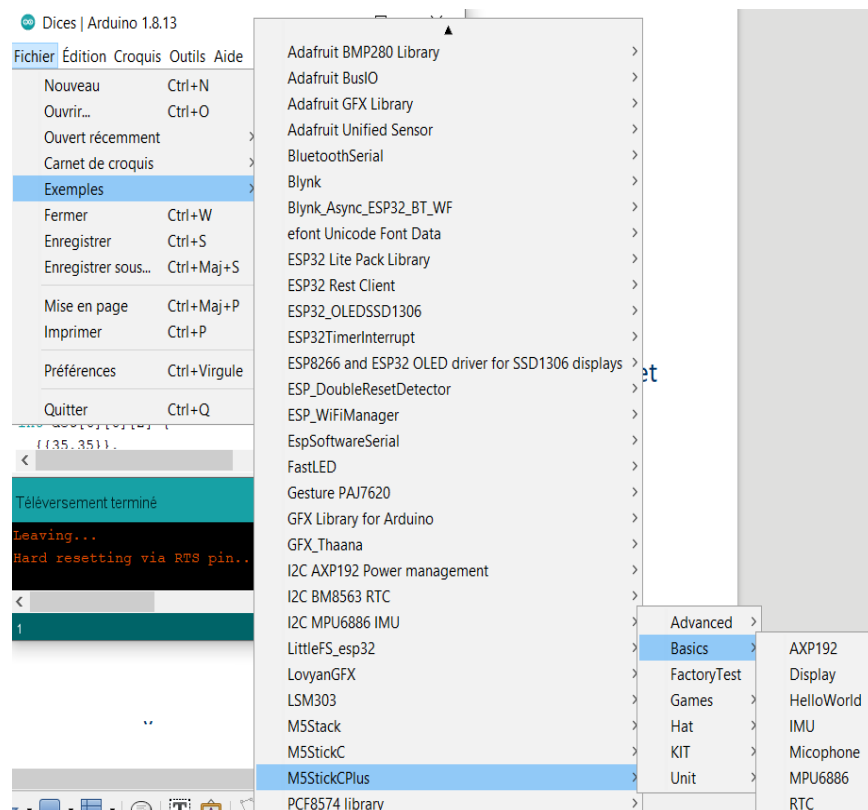 Dices | Arduino 1.8.13
Fichier Édition Croquis Outils Aide
Nouveau Ctrl+N
Ouvrir... Ctrl+O
Ouvert récemment
Carnet de croquis
Exemples
Fermer Ctrl+W
Enregistrer Ctrl+S
Enregistrer sous... Ctrl+Maj+S
Mise en page Ctrl+Maj+P
Imprimer Ctrl+P
Préférences Ctrl+Virgule
Quitter Ctrl+Q
{{35,35}},
Téléversement terminé
Leaving...
Hard resetting via RTS pin..
1
Adafruit BMP280 Library
Adafruit BusIO
Adafruit GFX Library
Adafruit Unified Sensor
BluetoothSerial
Blynk
Blynk_Async_ESP32_BT_WF
efont Unicode Font Data
ESP32 Lite Pack Library
ESP32 Rest Client
ESP32_OLEDSSD1306
ESP32TimerInterrupt
ESP8266 and ESP32 OLED driver for SSD1306 displays
ESP_DoubleResetDetector
ESP_WiFiManager
EspSoftwareSerial
FastLED
Gesture PAJ7620
GFX Library for Arduino
GFX_Thaana
I2C AXP192 Power management
I2C BM8563 RTC
I2C MPU6886 IMU
LittleFS_esp32
LovyanGFX
LSM303
M5Stack
M5StickC
M5StickCPlus
PCF8574 library
et
Advanced
Basics
FactoryTest
Games
Hat
KIT
Unit
AXP192
Display
HelloWorld
IMU
Micophone
MPU6886
RTC